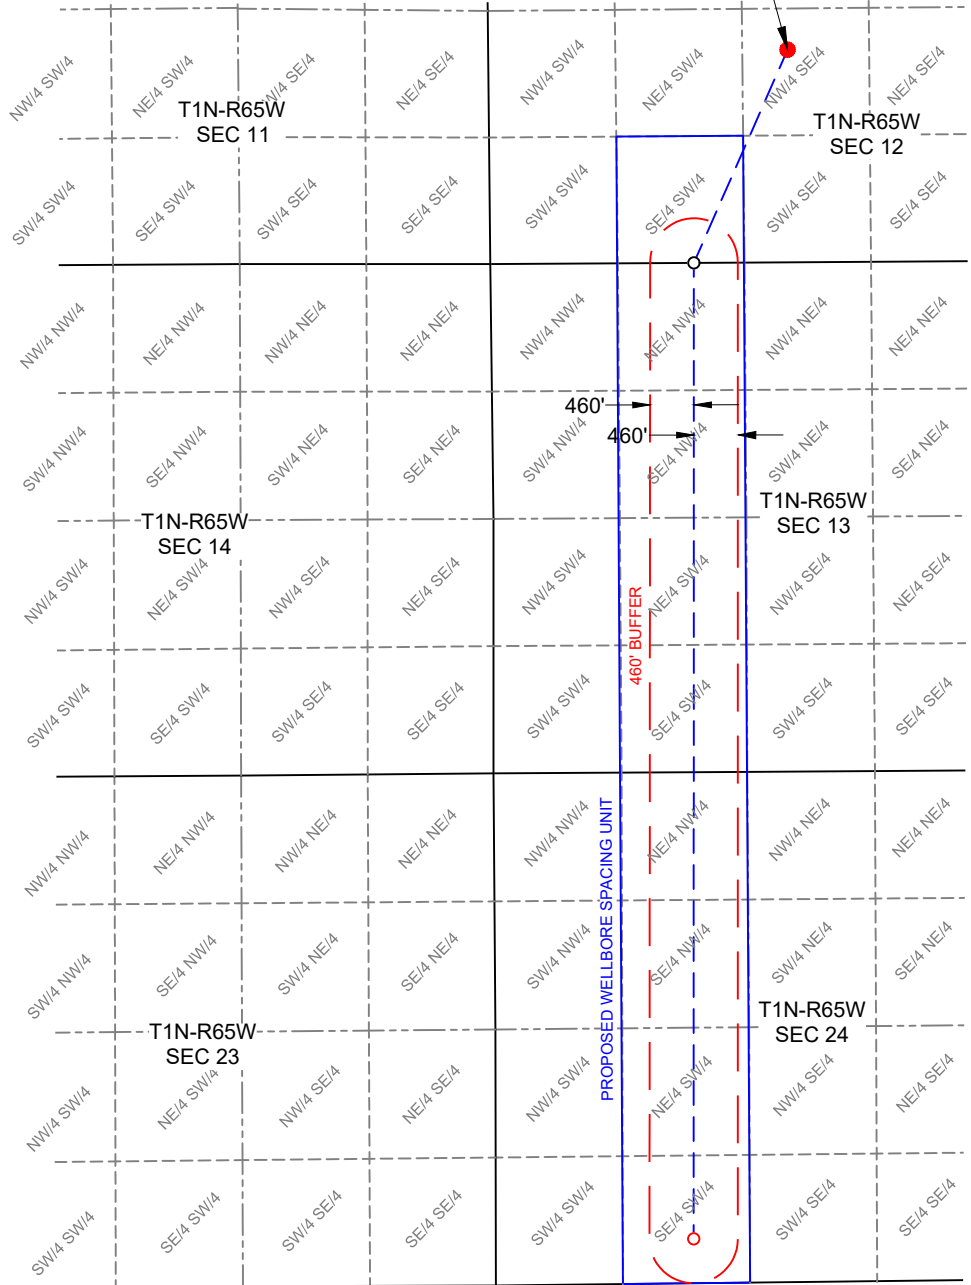 NW/4 SW/4
NE/4 SW/4
NW/4 SE/4
NE/4 SE/4
NW/4 SW/4
NE/4 SW/4
NW/4 SE/4
NE/4 SE/4
T1N-R65W
SEC 11
T1N-R65W
SEC 12
SW/4 SW/4
SE/4 SW/4
SW/4 SE/4
SE/4 SE/4
SW/4 SW/4
SE/4 SW/4
SW/4 SE/4
SE/4 SE/4
NW/4 NW/4
NE/4 NW/4
NW/4 NE/4
NE/4 NE/4
NW/4 NW/4
NE/4 NW/4
NW/4 NE/4
NE/4 NE/4
460'
460'
SW/4 NW/4
SE/4 NW/4
SW/4 NE/4
SE/4 NE/4
SW/4 NW/4
SE/4 NW/4
SW/4 NE/4
SE/4 NE/4
T1N-R65W
SEC 14
T1N-R65W
SEC 13
NW/4 SW/4
NE/4 SW/4
NW/4 SE/4
NE/4 SE/4
NW/4 SW/4
NE/4 SW/4
NW/4 SE/4
NE/4 SE/4
460' BUFFER
SW/4 SW/4
SE/4 SW/4
SW/4 SE/4
SE/4 SE/4
SW/4 SW/4
SE/4 SW/4
SW/4 SE/4
SE/4 SE/4
NW/4 NW/4
NE/4 NW/4
NW/4 NE/4
NE/4 NE/4
NW/4 NW/4
NE/4 NW/4
NW/4 NE/4
NE/4 NE/4
PROPOSED WELLBORE SPACING UNIT
SW/4 NW/4
SE/4 NW/4
SW/4 NE/4
SE/4 NE/4
SW/4 NW/4
SE/4 NW/4
SW/4 NE/4
SE/4 NE/4
T1N-R65W
SEC 23
T1N-R65W
SEC 24
NW/4 SW/4
NE/4 SW/4
NW/4 SE/4
NE/4 SE/4
NW/4 SW/4
NE/4 SW/4
NW/4 SE/4
NE/4 SE/4
SW/4 SW/4
SE/4 SW/4
SW/4 SE/4
SE/4 SE/4
SW/4 SW/4
SE/4 SW/4
SW/4 SE/4
SE/4 SE/4